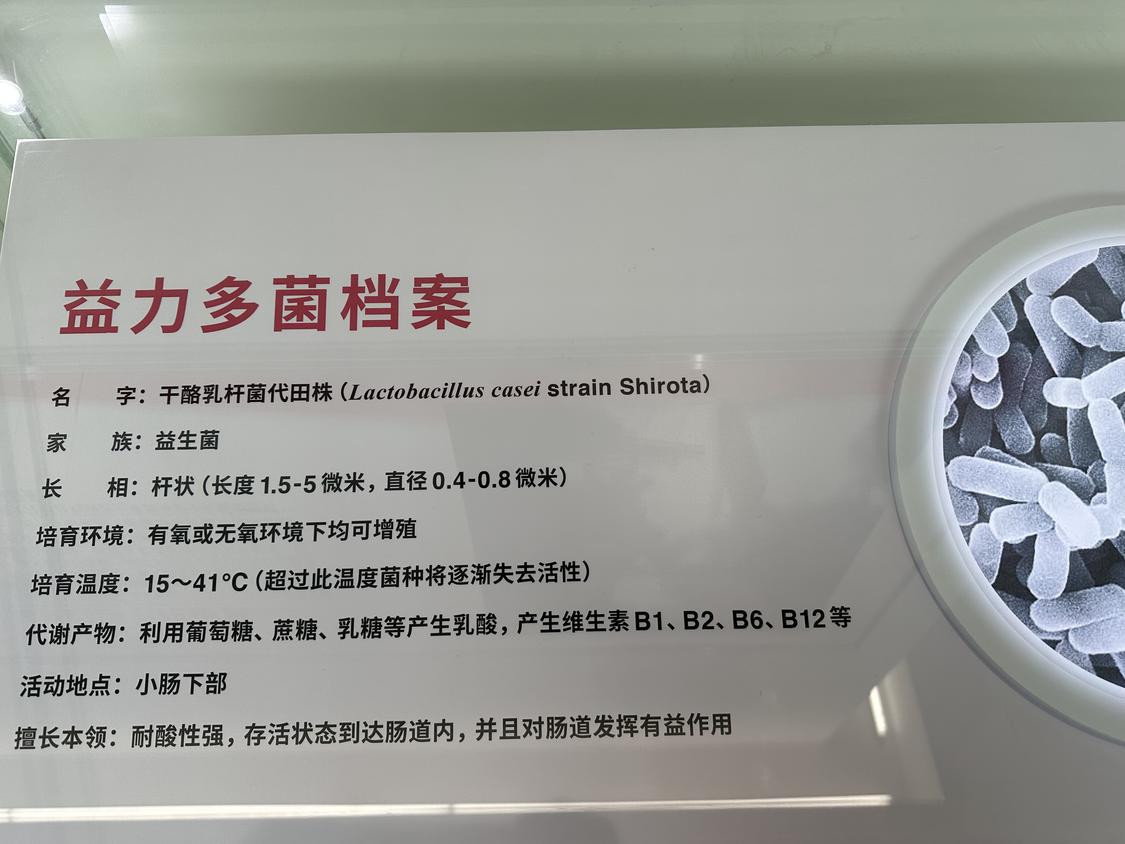 益力多菌档案
名 字：干酪乳杆菌代田株（Lactobacillus casei strain Shirota）
家 族：益生菌
长 相：杆状（长度1.5-5微米，直径0.4-0.8微米）
培育环境：有氧或无氧环境下均可增殖
培育温度：15～41℃（超过此温度菌种将逐渐失去活性）
代谢产物：利用葡萄糖、蔗糖、乳糖等产生乳酸，产生维生素B1、B2、B6、B12等
活动地点：小肠下部
擅长本领：耐酸性强，存活状态到达肠道内，并且对肠道发挥有益作用